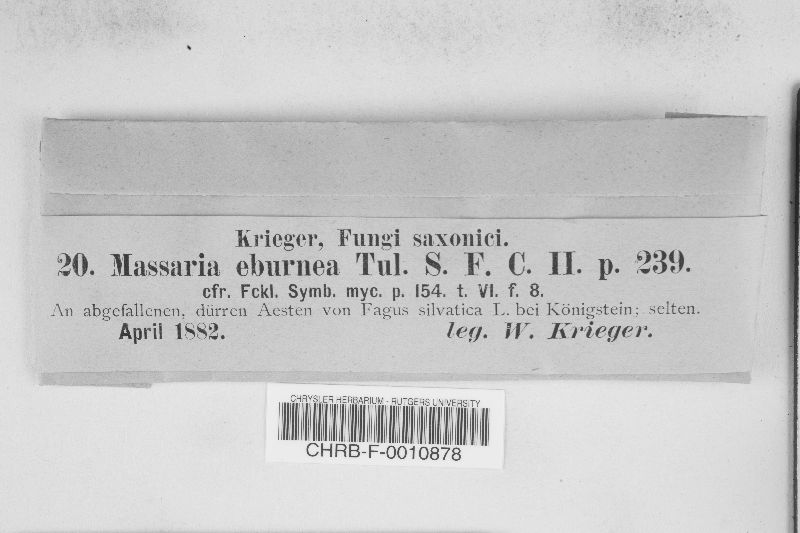 Krieger, Fungi saxonici.
20. Massaria eburnea Tul. S. F. C. II. p. 239.
cfr. Fckl. Symb. myc. p. 154. t. VI. f. 8.
An abgefallenen, dürren Aesten von Fagus silvatica L. bei Königstein; selten.
April 1882. leg. W. Krieger.
CHRYSLER HERBARIUM - RUTGERS UNIVERSITY
CHRB-F-0010878